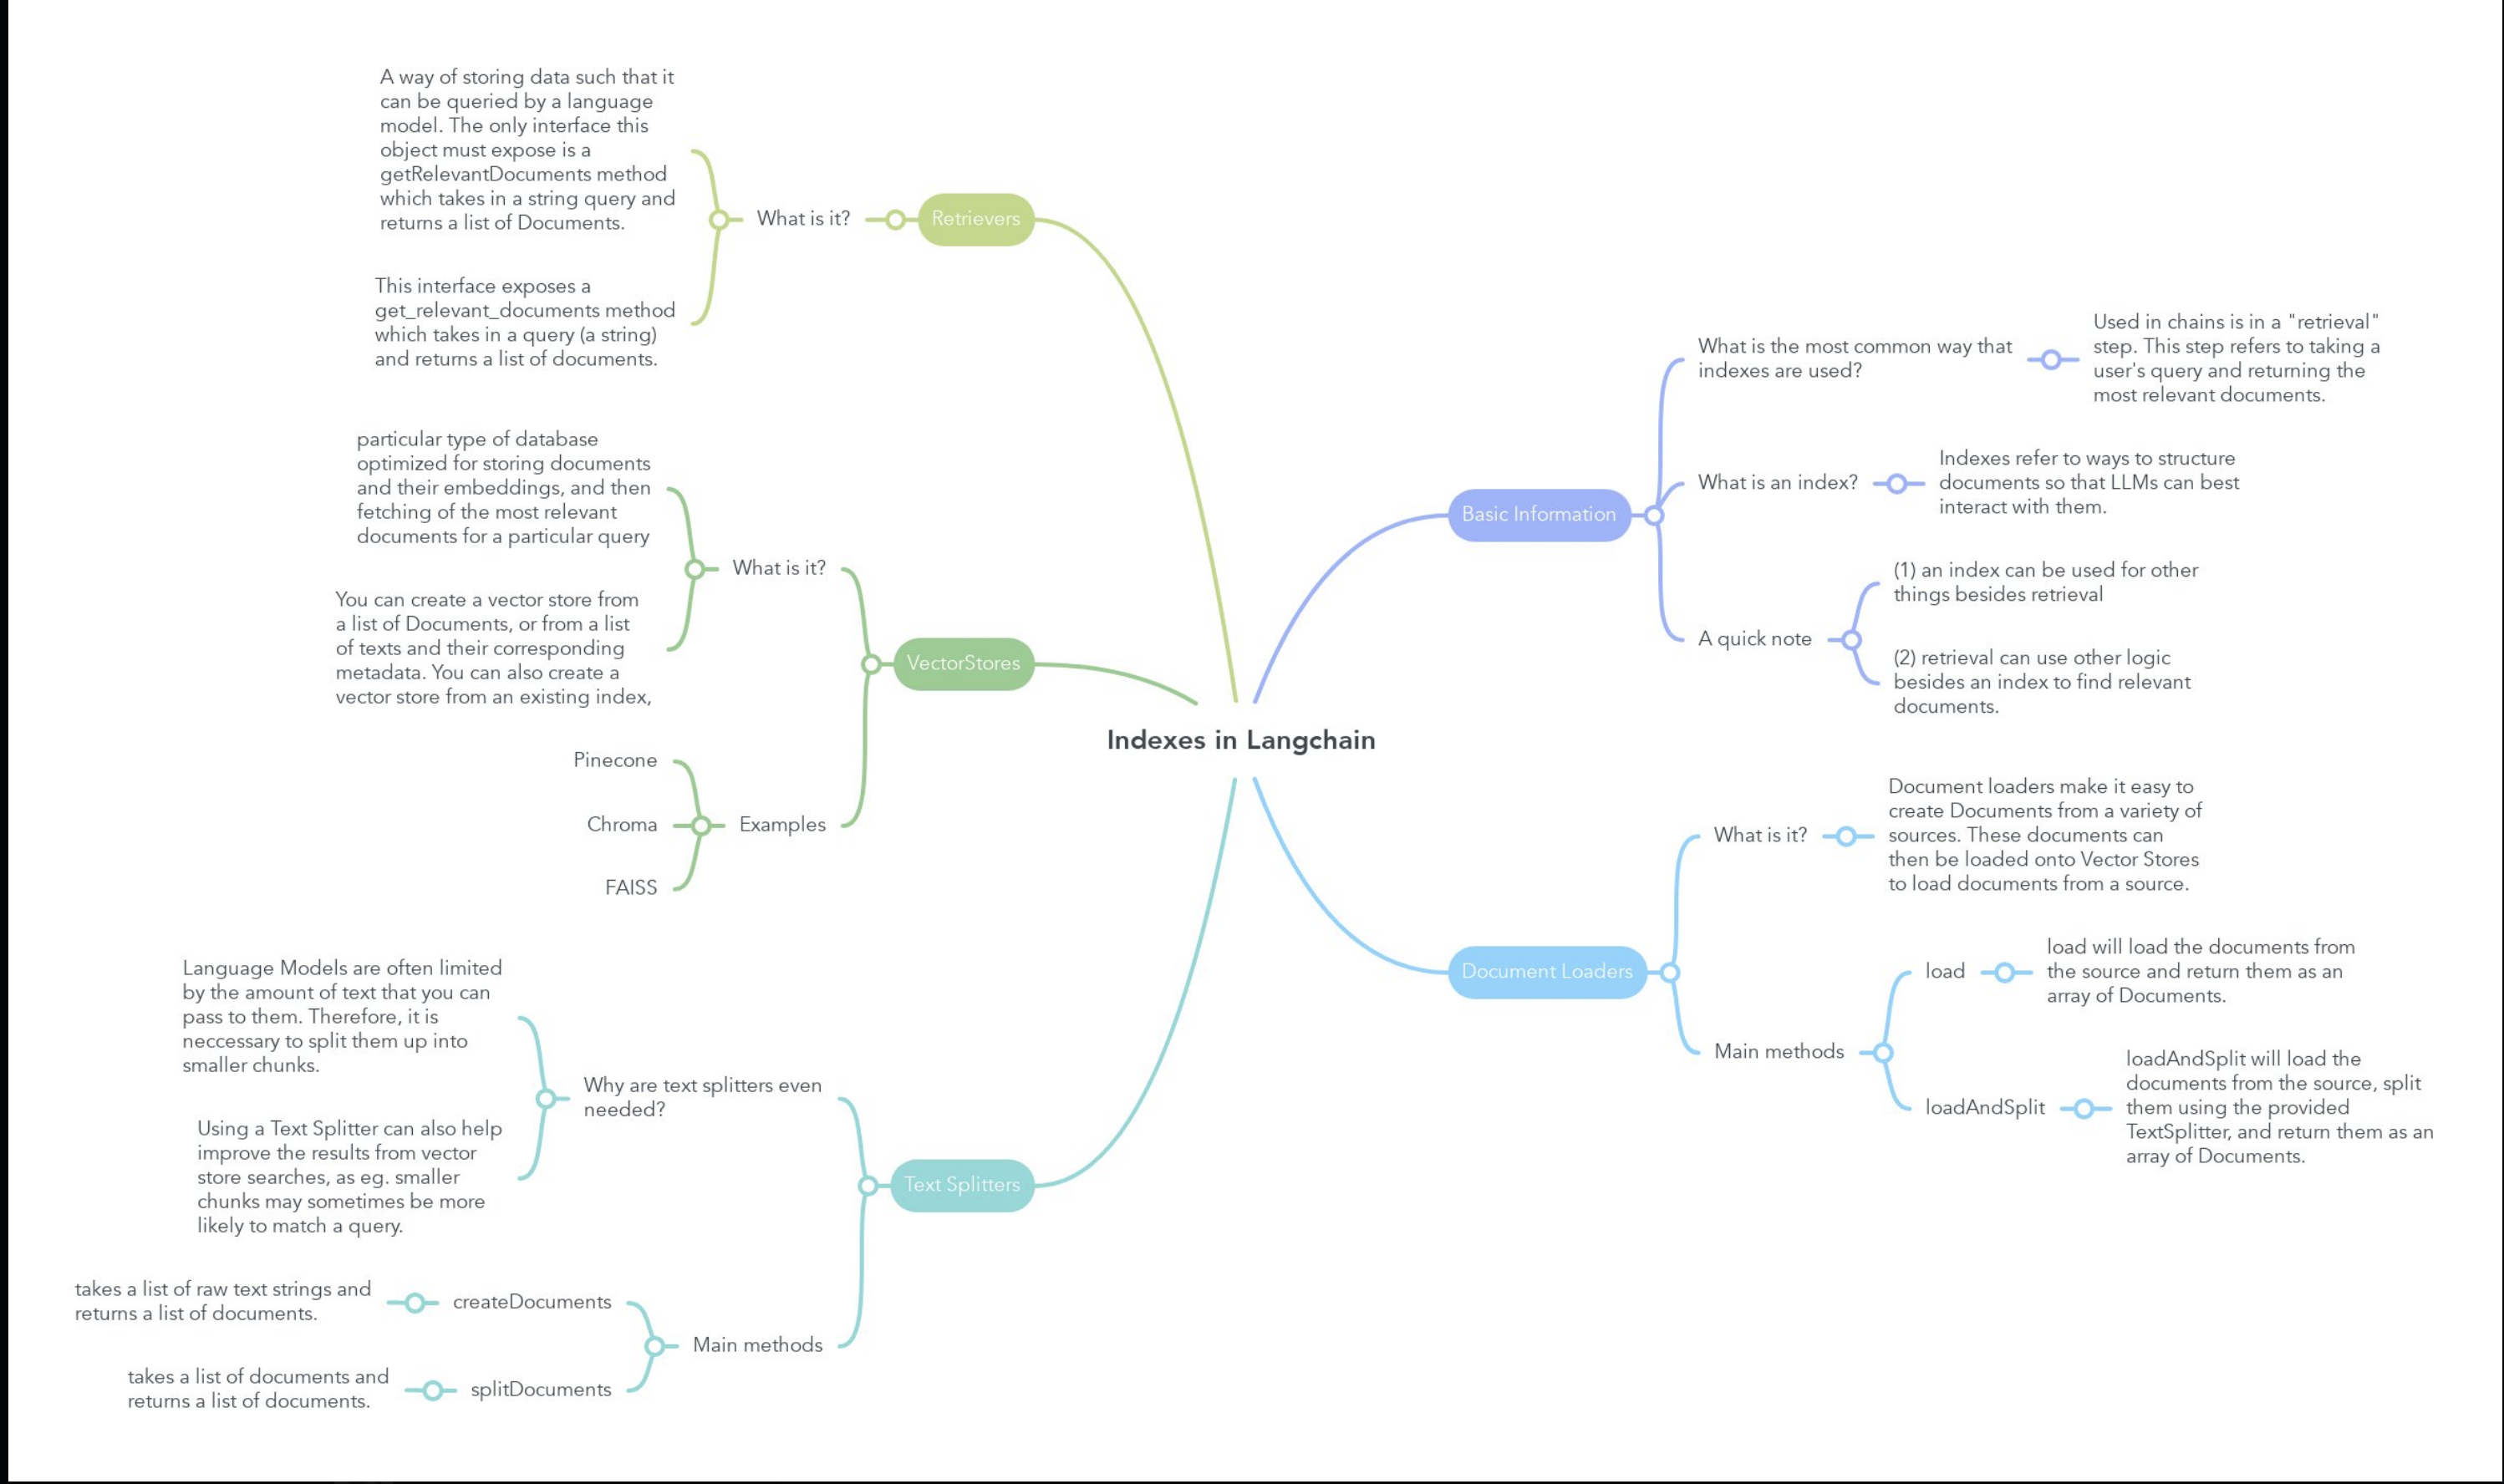 Indexes in Langchain
Retrievers
What is it?
A way of storing data such that it
can be queried by a language
model. The only interface this
object must expose is a
getRelevantDocuments method
which takes in a string query and
returns a list of Documents.
This interface exposes a
get_relevant_documents method
which takes in a query (a string)
and returns a list of documents.
VectorStores
What is it?
particular type of database
optimized for storing documents
and their embeddings, and then
fetching of the most relevant
documents for a particular query
You can create a vector store from
a list of Documents, or from a list
of texts and their corresponding
metadata. You can also create a
vector store from an existing index,
Examples
Pinecone
Chroma
FAISS
Text Splitters
Why are text splitters even
needed?
Language Models are often limited
by the amount of text that you can
pass to them. Therefore, it is
neccessary to split them up into
smaller chunks.
Using a Text Splitter can also help
improve the results from vector
store searches, as eg. smaller
chunks may sometimes be more
likely to match a query.
Main methods
createDocuments
takes a list of raw text strings and
returns a list of documents.
splitDocuments
takes a list of documents and
returns a list of documents.
Basic Information
What is the most common way that
indexes are used?
Used in chains is in a "retrieval"
step. This step refers to taking a
user's query and returning the
most relevant documents.
What is an index?
Indexes refer to ways to structure
documents so that LLMs can best
interact with them.
A quick note
(1) an index can be used for other
things besides retrieval
(2) retrieval can use other logic
besides an index to find relevant
documents.
Document Loaders
What is it?
Document loaders make it easy to
create Documents from a variety of
sources. These documents can
then be loaded onto Vector Stores
to load documents from a source.
Main methods
load
load will load the documents from
the source and return them as an
array of Documents.
loadAndSplit
loadAndSplit will load the
documents from the source, split
them using the provided
TextSplitter, and return them as an
array of Documents.